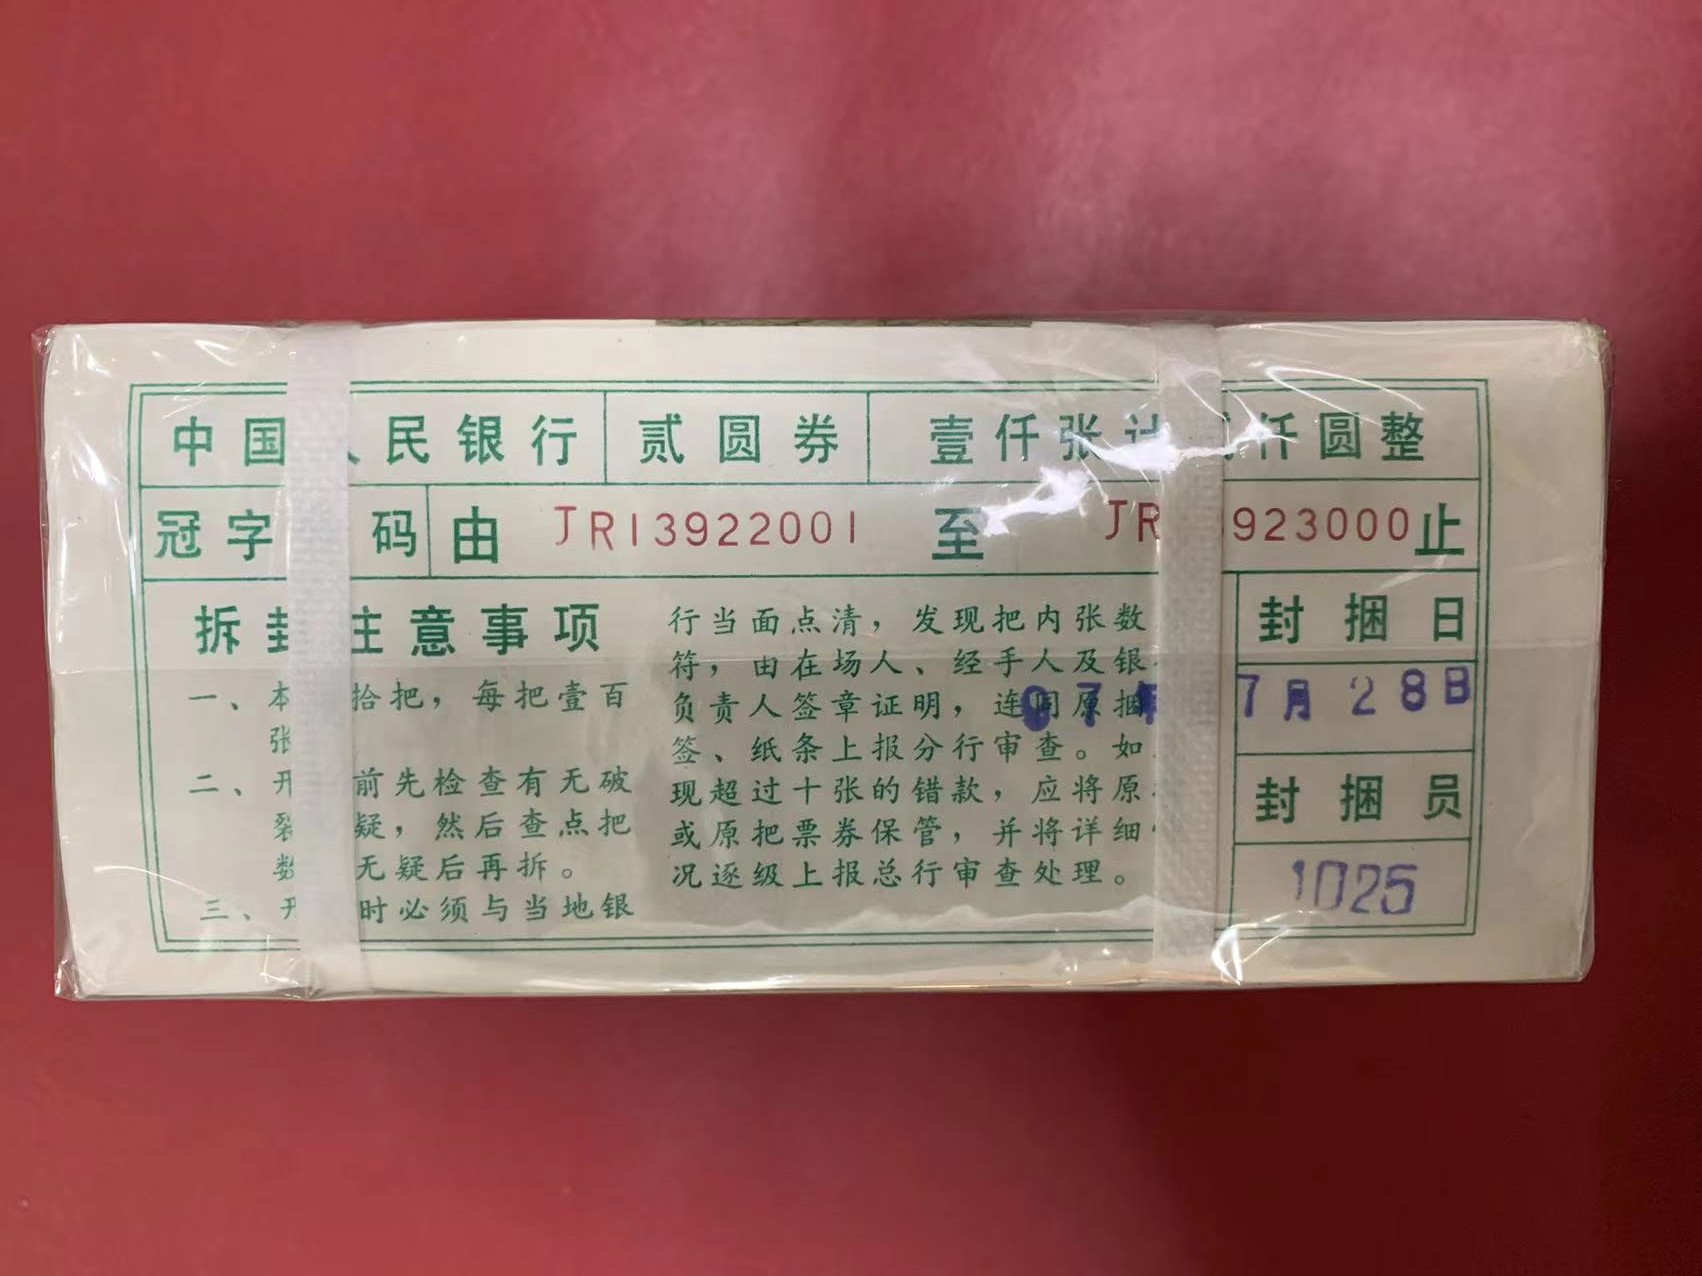 中国人民银行 贰圆券 壹仟张计贰仟圆整
冠字 码 由 JR13922001 至 JR 3923000 止
拆封注意事项
一、本 拾把，每把壹百
张
二、开 前先检查有无破
裂 疑，然后查点把
数 无疑后再拆。
三、开 时必须与当地银
行当面点清，发现把内张数
符，由在场人、经手人及银
负责人签章证明，连同原捆
签、纸条上报分行审查。如
现超过十张的错款，应将原
或原把票券保管，并将详细
况逐级上报总行审查处理。
封捆日
07年7月28日
封捆员
1025